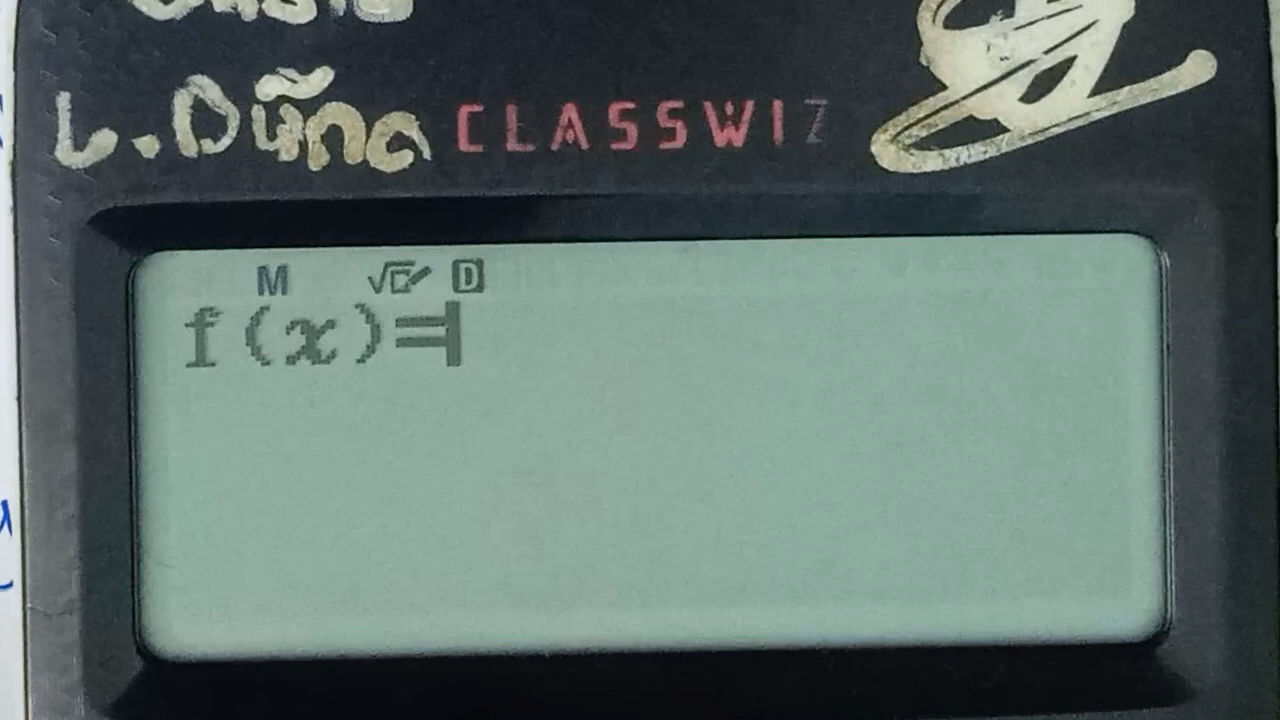 L. Dũng CLASSWIZ
M √□ D
f(x)=